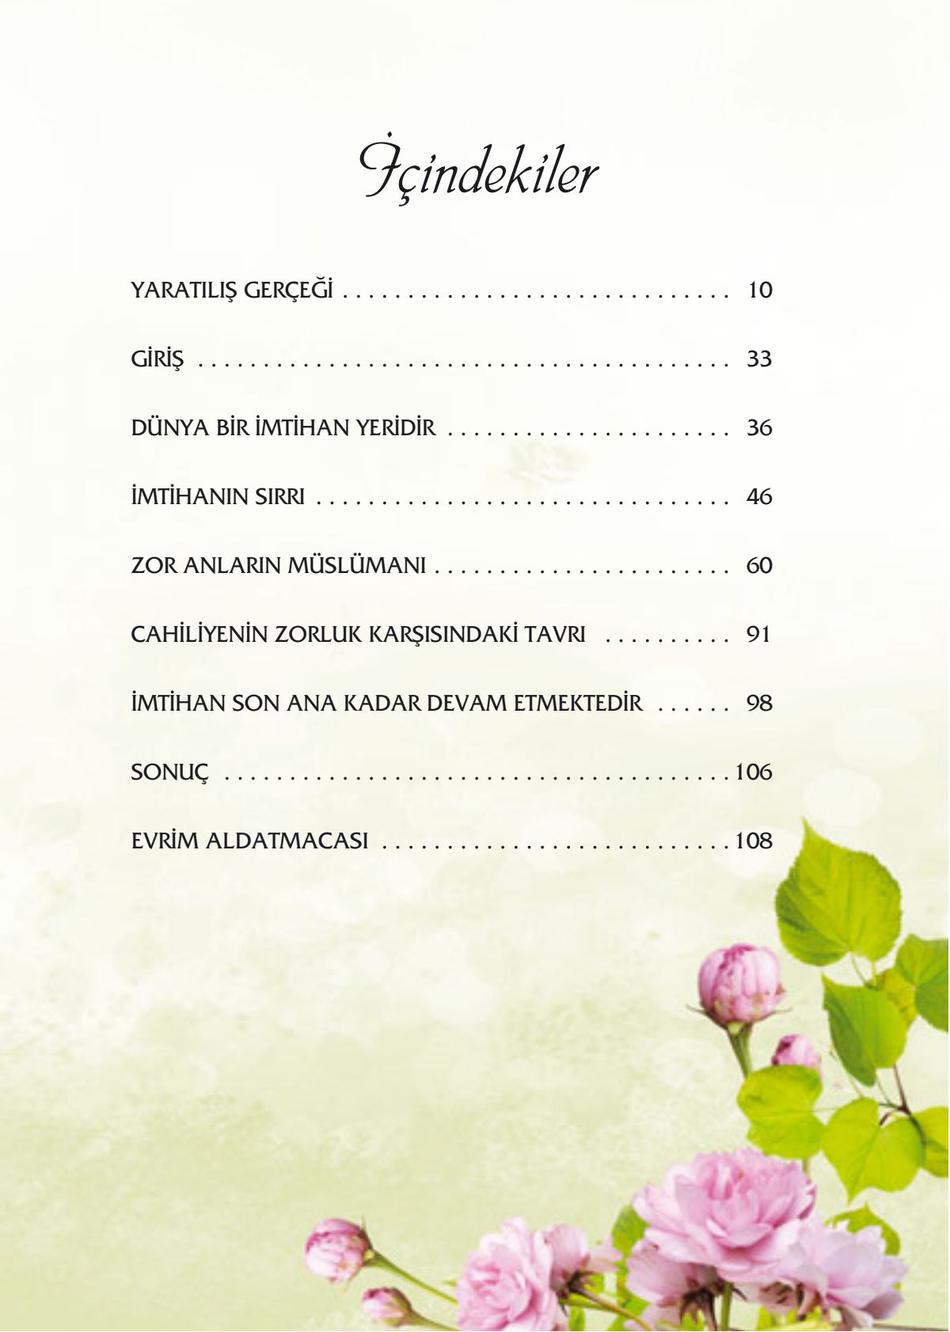 İçindekiler
YARATILIŞ GERÇEĞİ . . . . . . . . . . . . . . . . . . . . . . . . . . . . . . 10
GİRİŞ . . . . . . . . . . . . . . . . . . . . . . . . . . . . . . . . . . . . . . . . . 33
DÜNYA BİR İMTİHAN YERİDİR . . . . . . . . . . . . . . . . . . . . . . 36
İMTİHANIN SIRRI . . . . . . . . . . . . . . . . . . . . . . . . . . . . . . . . 46
ZOR ANLARIN MÜSLÜMANI . . . . . . . . . . . . . . . . . . . . . . . 60
CAHİLİYENİN ZORLUK KARŞISINDAKİ TAVRI . . . . . . . . . . 91
İMTİHAN SON ANA KADAR DEVAM ETMEKTEDİR . . . . . . 98
SONUÇ . . . . . . . . . . . . . . . . . . . . . . . . . . . . . . . . . . . . . . . 106
EVRİM ALDATMACASI . . . . . . . . . . . . . . . . . . . . . . . . . . . 108